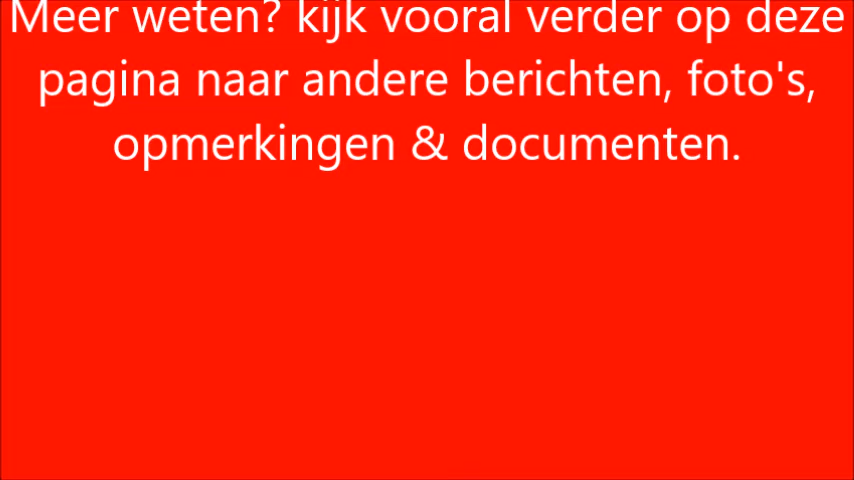 Meer weten? kijk vooral verder op deze
pagina naar andere berichten, foto's,
opmerkingen & documenten.